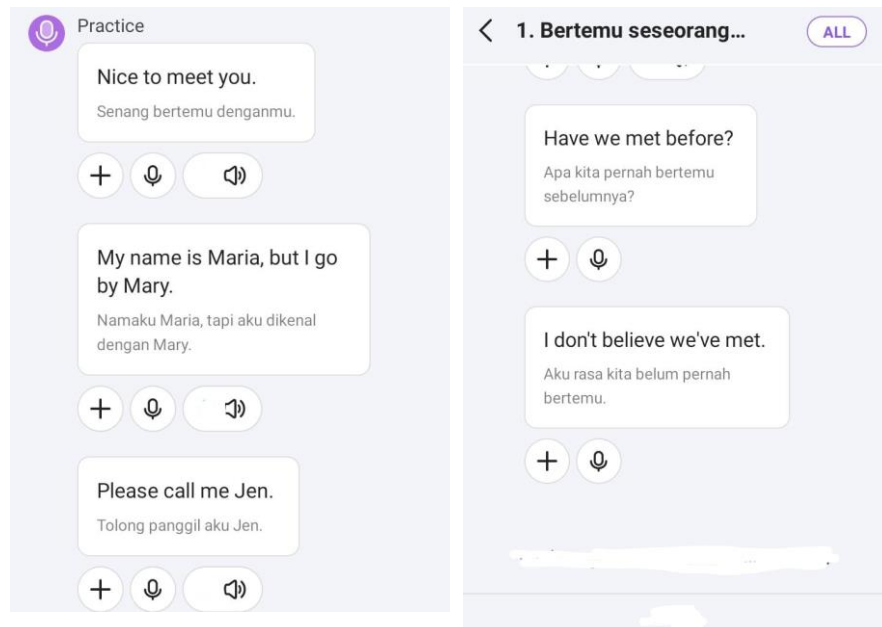 Practice
Nice to meet you.
Senang bertemu denganmu.
My name is Maria, but I go
by Mary.
Namaku Maria, tapi aku dikenal
dengan Mary.
Please call me Jen.
Tolong panggil aku Jen.
1. Bertemu seseorang...
ALL
Have we met before?
Apa kita pernah bertemu
sebelumnya?
I don't believe we've met.
Aku rasa kita belum pernah
bertemu.